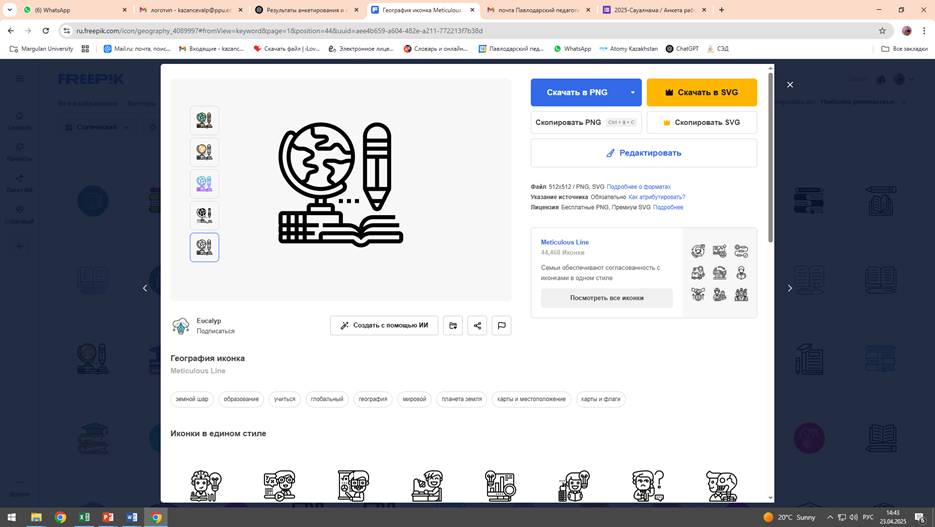 (6) WhatsApp
логотип - kazancevalp@ppu.e
Результаты анкетирования и
География иконка Meticulous
почта Павлодарский педагоги
2025-Сауалнама / Анкета раб
ru.freepik.com/icon/geography_4089997#fromView=keyword&page=1&position=44&uuid=aee4b659-a604-482e-a211-772213f7b38d
Margulan University
Mail.ru: почта, поис...
Входящие - kazanc...
Скачать файл | iLov...
Электронное лице...
Словарь и онлайн...
Павлодарский пед...
WhatsApp
Atomy Kazakhstan
ChatGPT
СЭД
Все закладки
FREEPIK
Статический
Скачать в PNG
Скачать в SVG
Скопировать PNG Ctrl + ⇧ + C
Скопировать SVG
Редактировать
Файл 512x512 / PNG, SVG Подробнее о форматах
Указание источника Обязательно Как атрибутировать?
Лицензия Бесплатные PNG, Премиум SVG Подробнее
Meticulous Line
44,468 Иконки
Семьи обеспечивают согласованность с
иконками в одном стиле
Посмотреть все иконки
Eucalyp
Подписаться
Создать с помощью ИИ
География иконка
Meticulous Line
земной шар
образование
учиться
глобальный
география
мировой
планета земля
карты и местоположение
карты и флаги
Иконки в едином стиле
20°C Sunny
РУС
14:43
23.04.2025